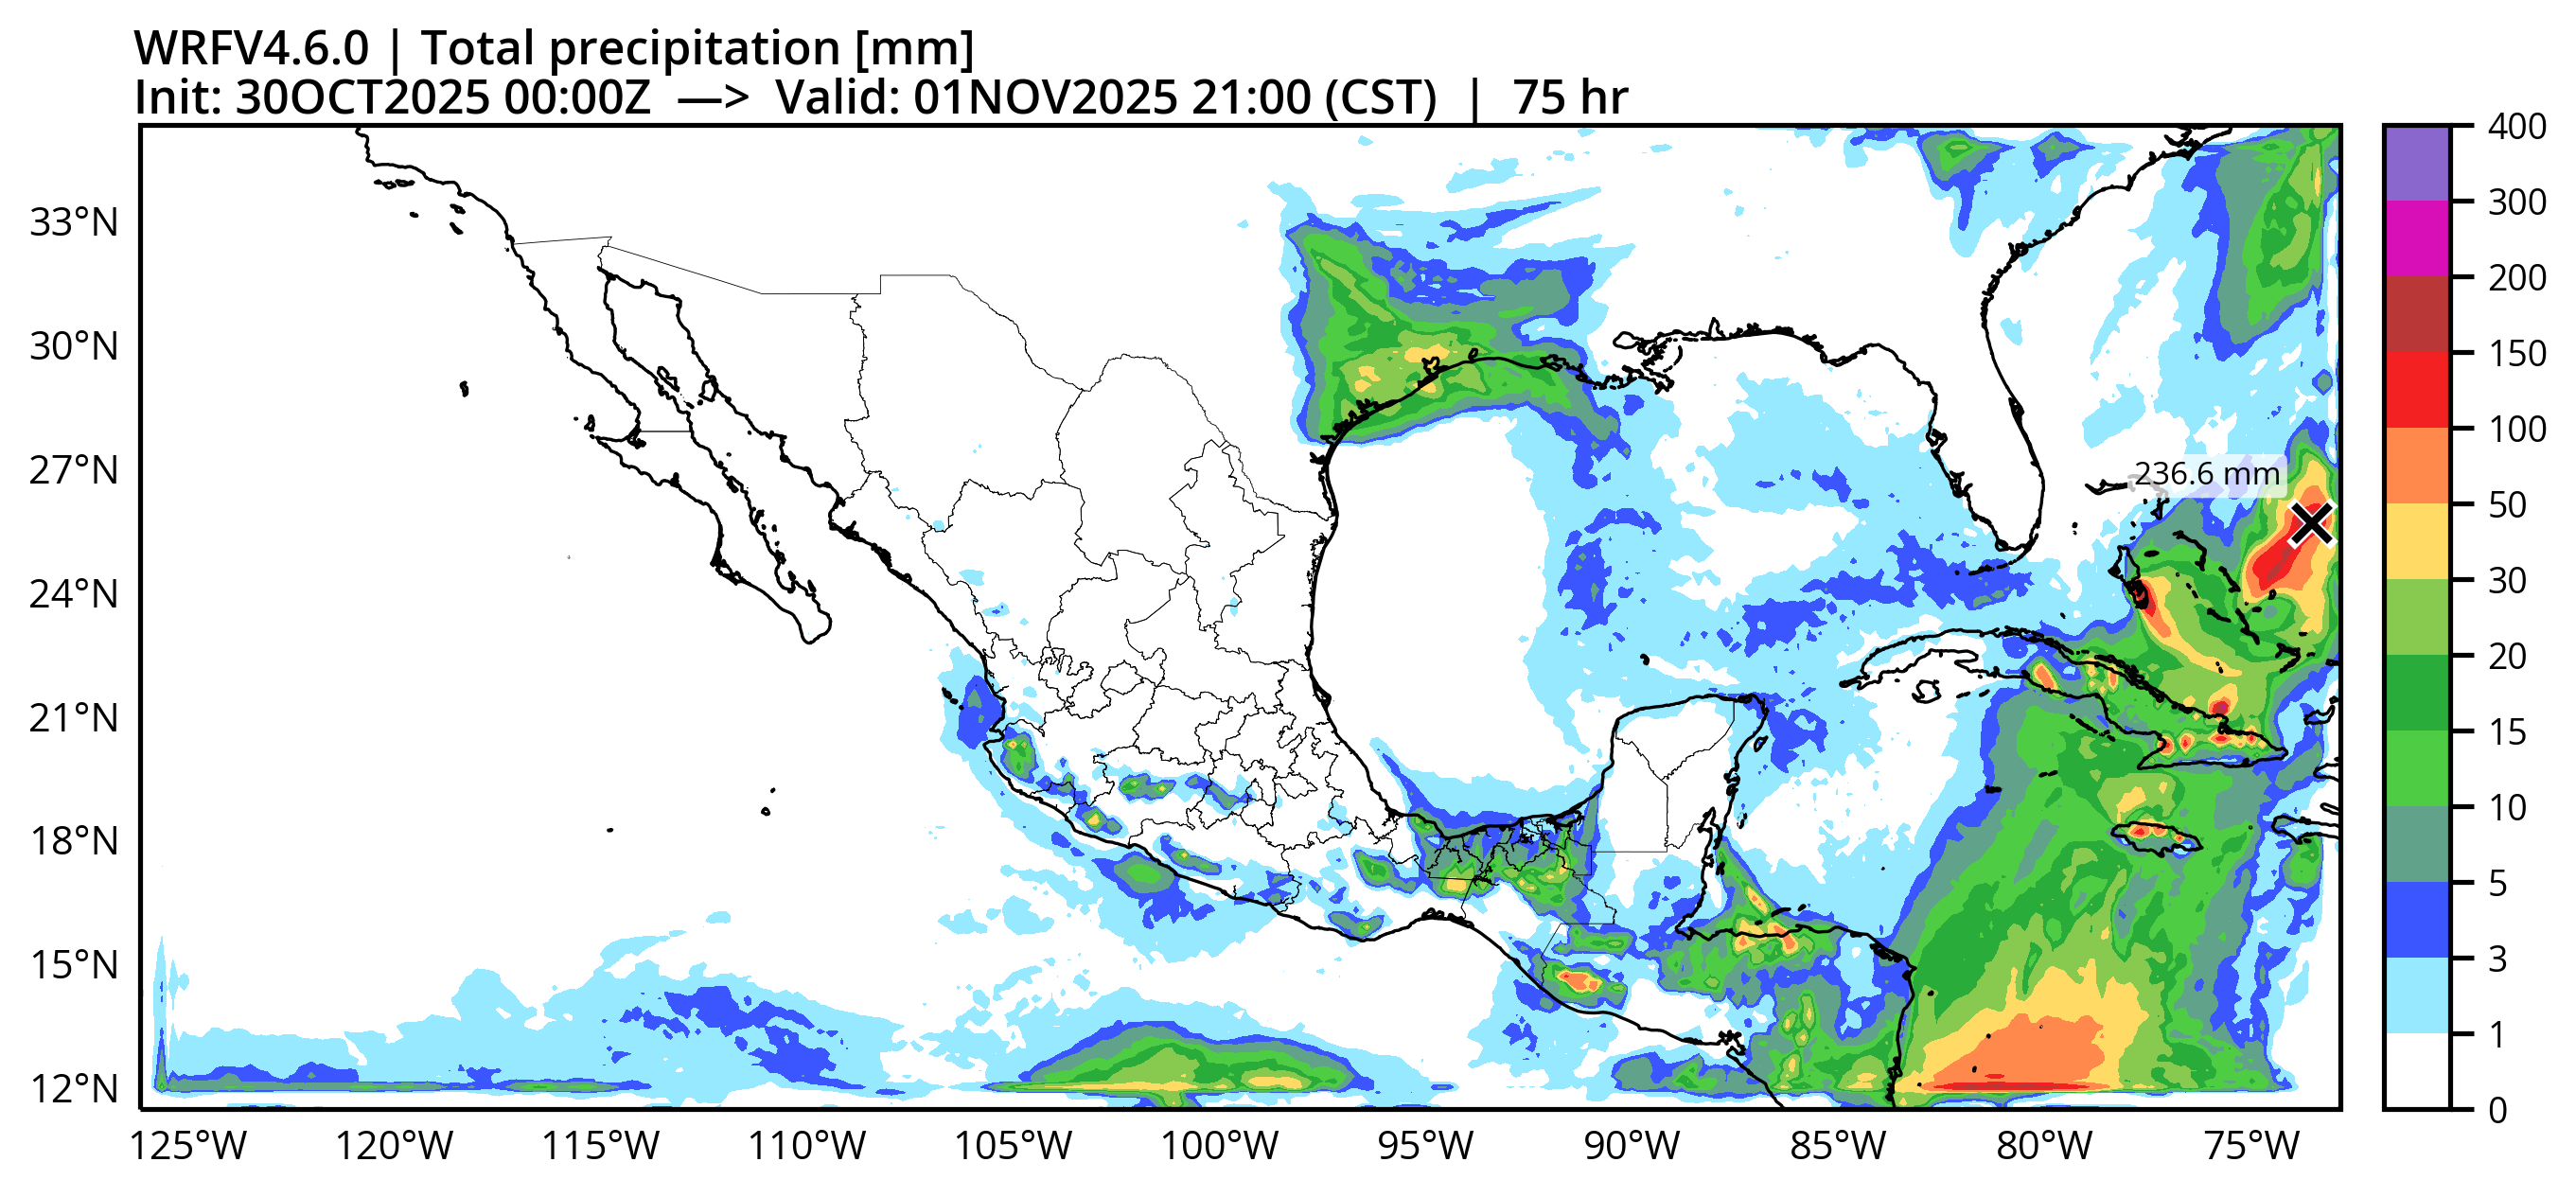 WRFV4.6.0 | Total precipitation [mm]
Init: 30OCT2025 00:00Z —> Valid: 01NOV2025 21:00 (CST) | 75 hr
400
300
200
150
100
50
30
20
15
10
5
3
1
0
33°N
30°N
27°N
24°N
21°N
18°N
15°N
12°N
236.6 mm
125°W 120°W 115°W 110°W 105°W 100°W 95°W 90°W 85°W 80°W 75°W